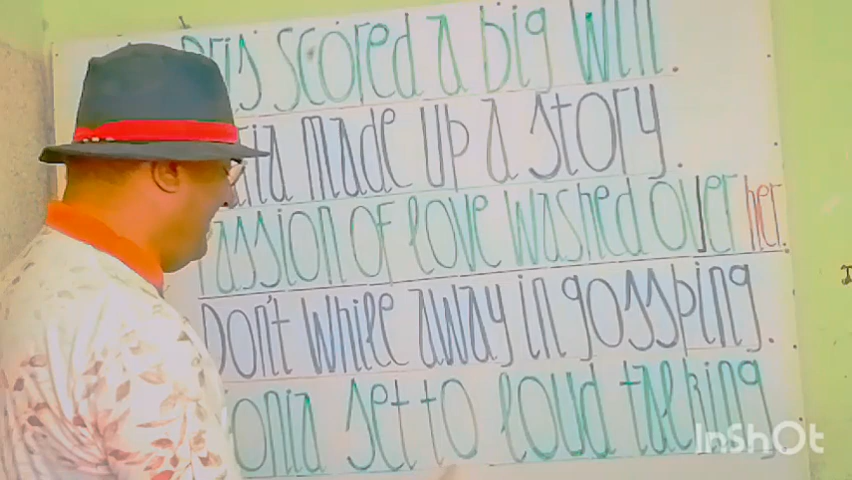 scored a big will.
made up a story.
Passion of love washed over her.
Don't while away in gossping.
set to loud talking
InShOt